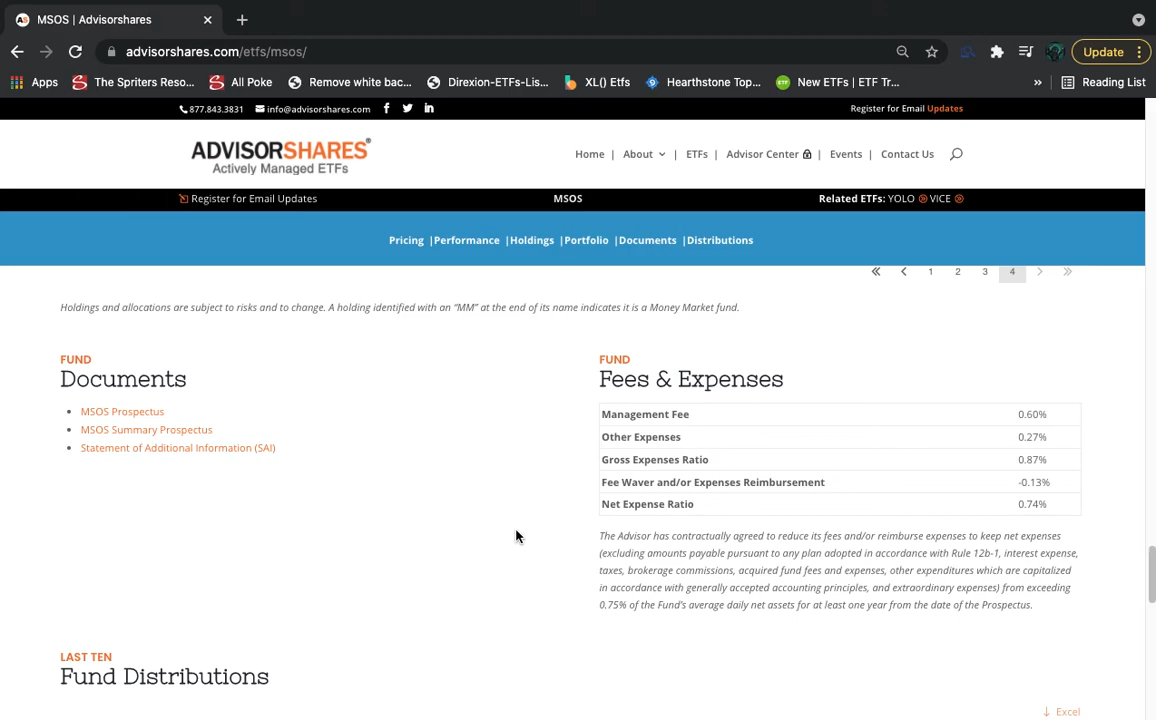 MSOS | Advisorshares
advisorshares.com/etfs/msos/
Update
Apps
The Spriters Reso...
All Poke
Remove white bac...
Direxion-ETFs-Lis...
XL() Etfs
Hearthstone Top...
New ETFs | ETF Tr...
»
Reading List
877.843.3831
info@advisorshares.com
Register for Email Updates
ADVISORSHARES®
Actively Managed ETFs
Home |
About
|
ETFs |
Advisor Center
|
Events |
Contact Us
Register for Email Updates
MSOS
Related ETFs: YOLO VICE
Pricing |Performance |Holdings |Portfolio |Documents |Distributions
« ‹ 1 2 3 4 › »
Holdings and allocations are subject to risks and to change. A holding identified with an “MM” at the end of its name indicates it is a Money Market fund.
FUND
Documents
• MSOS Prospectus
• MSOS Summary Prospectus
• Statement of Additional Information (SAI)
FUND
Fees & Expenses
Management Fee 0.60%
Other Expenses 0.27%
Gross Expenses Ratio 0.87%
Fee Waver and/or Expenses Reimbursement -0.13%
Net Expense Ratio 0.74%
The Advisor has contractually agreed to reduce its fees and/or reimburse expenses to keep net expenses
(excluding amounts payable pursuant to any plan adopted in accordance with Rule 12b-1, interest expense,
taxes, brokerage commissions, acquired fund fees and expenses, other expenditures which are capitalized
in accordance with generally accepted accounting principles, and extraordinary expenses) from exceeding
0.75% of the Fund’s average daily net assets for at least one year from the date of the Prospectus.
LAST TEN
Fund Distributions
↓ Excel